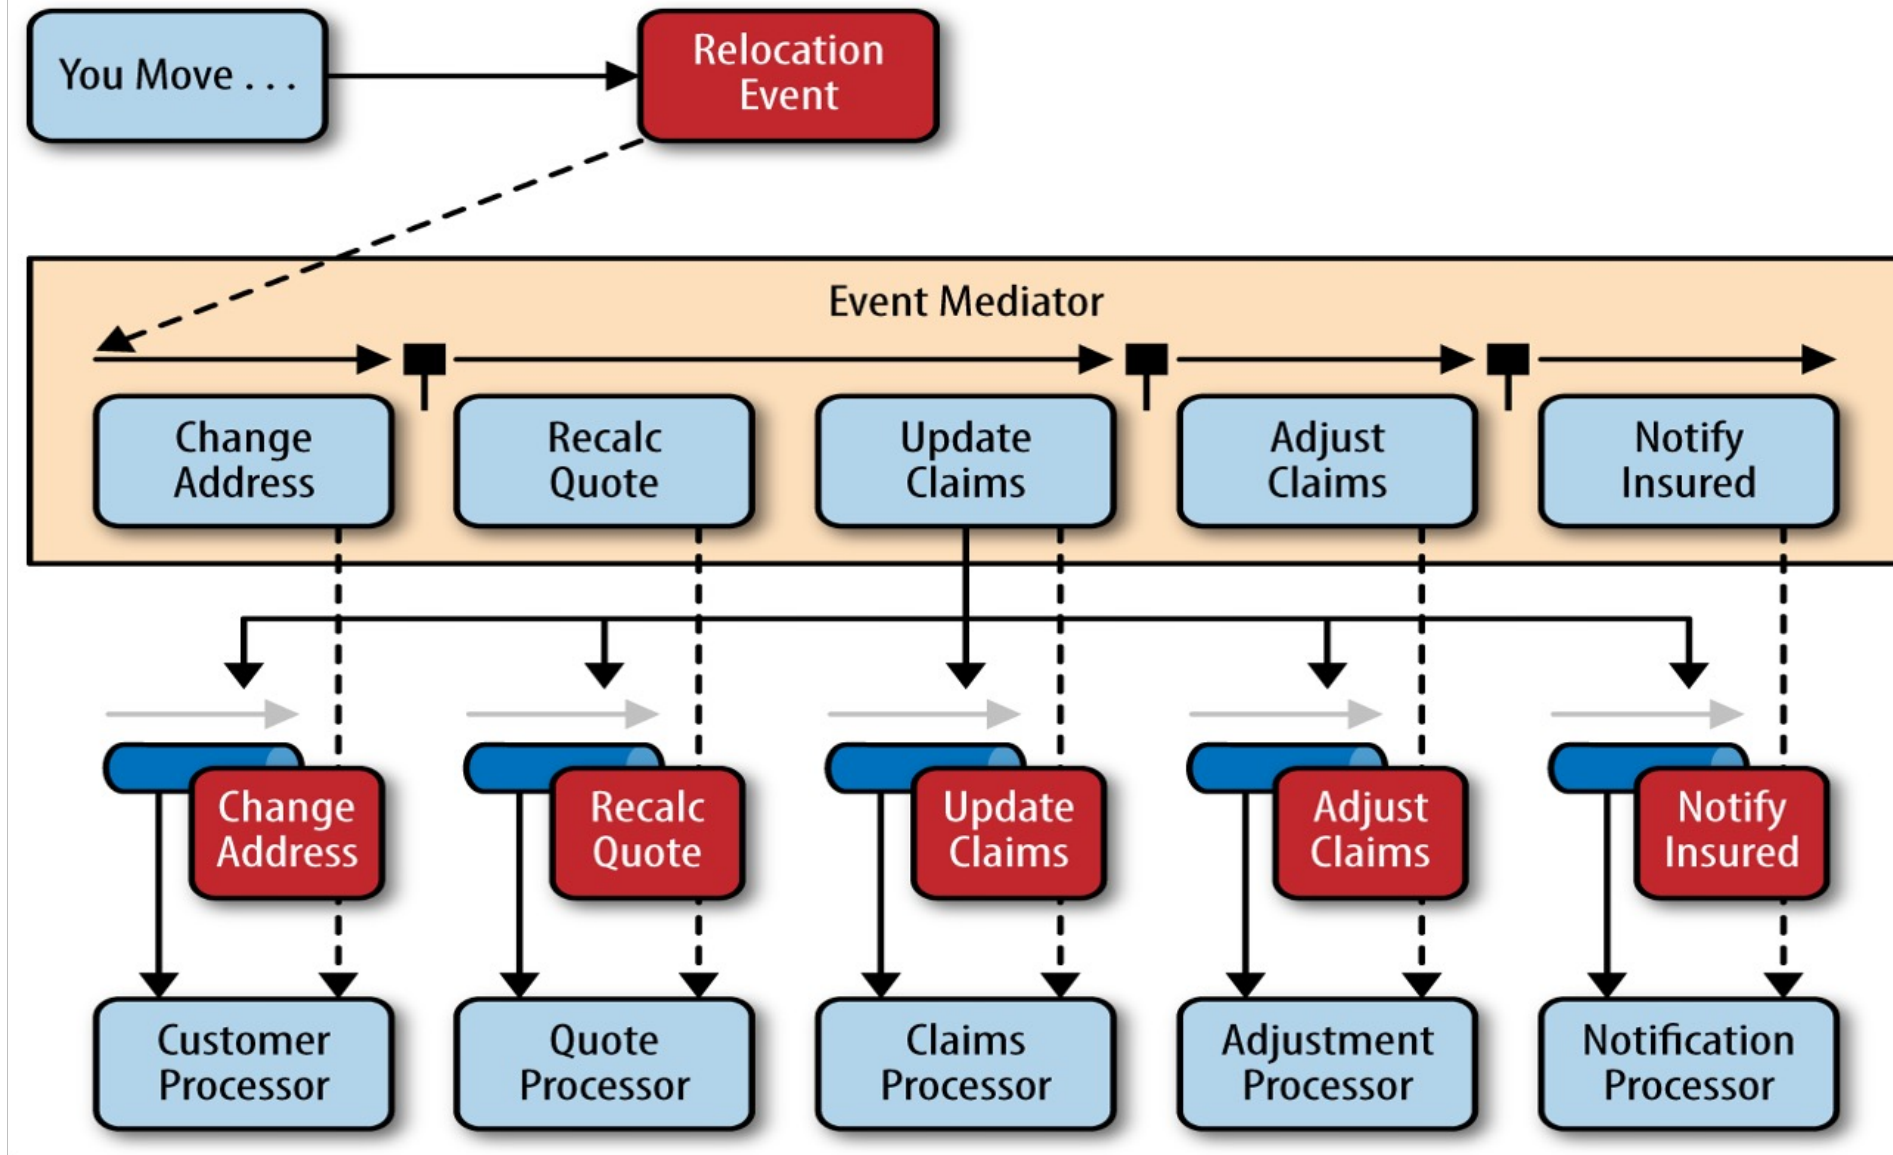 You Move . . .
Relocation
Event
Event Mediator
Change
Address
Recalc
Quote
Update
Claims
Adjust
Claims
Notify
Insured
Change
Address
Recalc
Quote
Update
Claims
Adjust
Claims
Notify
Insured
Customer
Processor
Quote
Processor
Claims
Processor
Adjustment
Processor
Notification
Processor